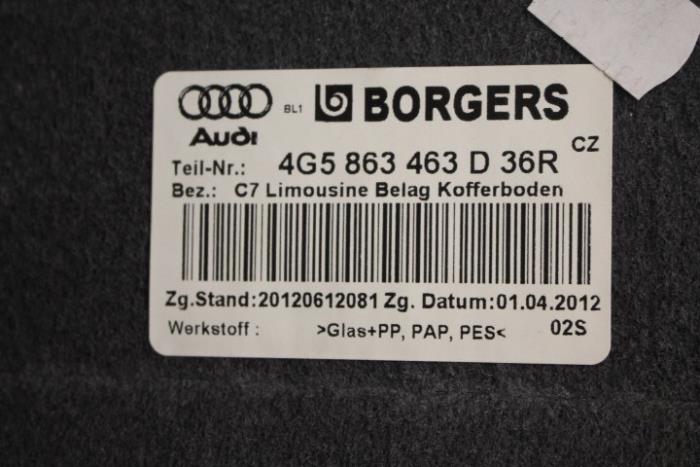 BL1 BORGERS
Audi
CZ
Teil-Nr.: 4G5 863 463 D 36R
Bez.: C7 Limousine Belag Kofferboden
Zg.Stand:20120612081 Zg. Datum:01.04.2012
Werkstoff : >Glas+PP, PAP, PES< 02S